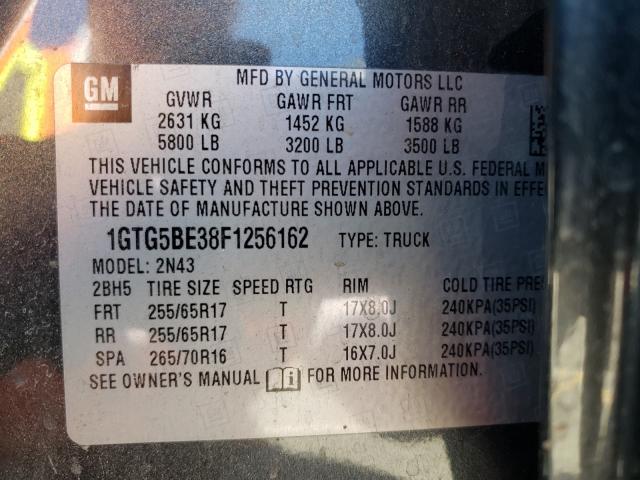 GM
MFD BY GENERAL MOTORS LLC
GVWR GAWR FRT GAWR RR
2631 KG 1452 KG 1588 KG
5800 LB 3200 LB 3500 LB
THIS VEHICLE CONFORMS TO ALL APPLICABLE U.S. FEDERAL M
VEHICLE SAFETY AND THEFT PREVENTION STANDARDS IN EFFE
THE DATE OF MANUFACTURE SHOWN ABOVE.
1GTG5BE38F1256162 TYPE: TRUCK
MODEL: 2N43
2BH5 TIRE SIZE SPEED RTG RIM COLD TIRE PRE
FRT 255/65R17 T 17X8.0J 240KPA(35PSI)
RR 255/65R17 T 17X8.0J 240KPA(35PSI)
SPA 265/70R16 T 16X7.0J 240KPA(35PSI)
SEE OWNER'S MANUAL FOR MORE INFORMATION.